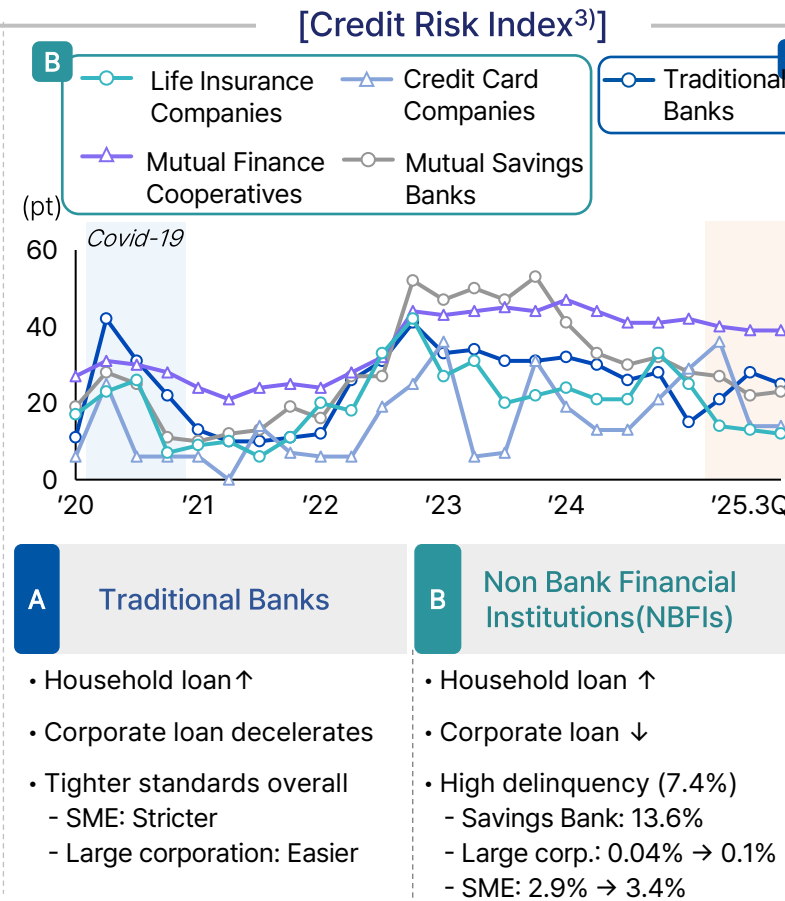 [Credit Risk Index3)]
B
Life Insurance
Companies
Credit Card
Companies
Traditional
Banks
Mutual Finance
Cooperatives
Mutual Savings
Banks
(pt)
Covid-19
60
40
20
0
'20
'21
'22
'23
'24
'25.3Q
A
Traditional Banks
• Household loan↑
• Corporate loan decelerates
• Tighter standards overall
- SME: Stricter
- Large corporation: Easier
B
Non Bank Financial
Institutions(NBFIs)
• Household loan ↑
• Corporate loan ↓
• High delinquency (7.4%)
- Savings Bank: 13.6%
- Large corp.: 0.04% → 0.1%
- SME: 2.9% → 3.4%